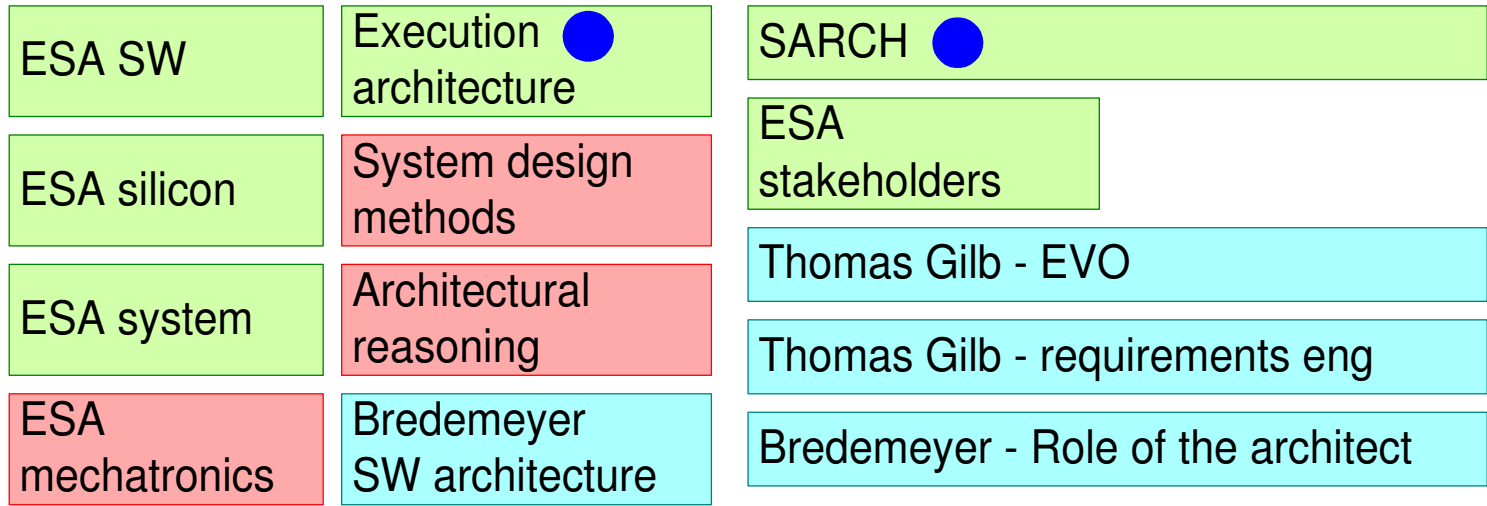 ESA SW
Execution
architecture
SARCH
ESA
stakeholders
ESA silicon
System design
methods
Thomas Gilb - EVO
ESA system
Architectural
reasoning
Thomas Gilb - requirements eng
ESA
mechatronics
Bredemeyer
SW architecture
Bredemeyer - Role of the architect